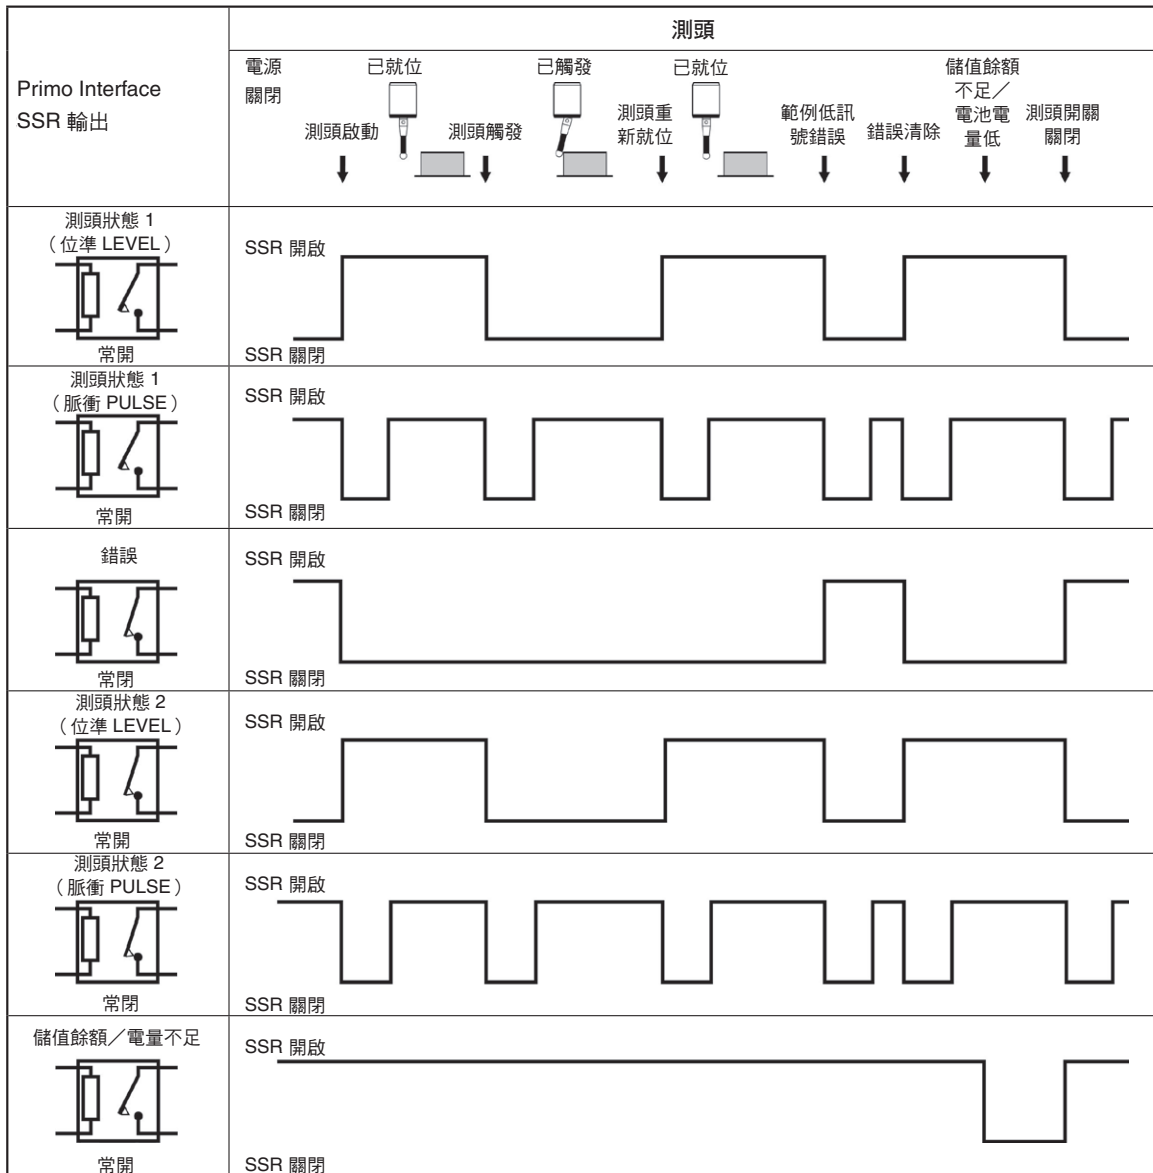 測頭
Primo Interface
SSR 輸出
電源
關閉
測頭啟動
已就位
測頭觸發
已觸發
測頭重
新就位
已就位
範例低訊
號錯誤
錯誤清除
儲值餘額
不足／
電池電
量低
測頭開關
關閉
測頭狀態 1
（位準 LEVEL）
常開
SSR 開啟
SSR 關閉
測頭狀態 1
（脈衝 PULSE）
常開
SSR 開啟
SSR 關閉
錯誤
常閉
SSR 開啟
SSR 關閉
測頭狀態 2
（位準 LEVEL）
常開
SSR 開啟
SSR 關閉
測頭狀態 2
（脈衝 PULSE）
常閉
SSR 開啟
SSR 關閉
儲值餘額／電量不足
常開
SSR 開啟
SSR 關閉